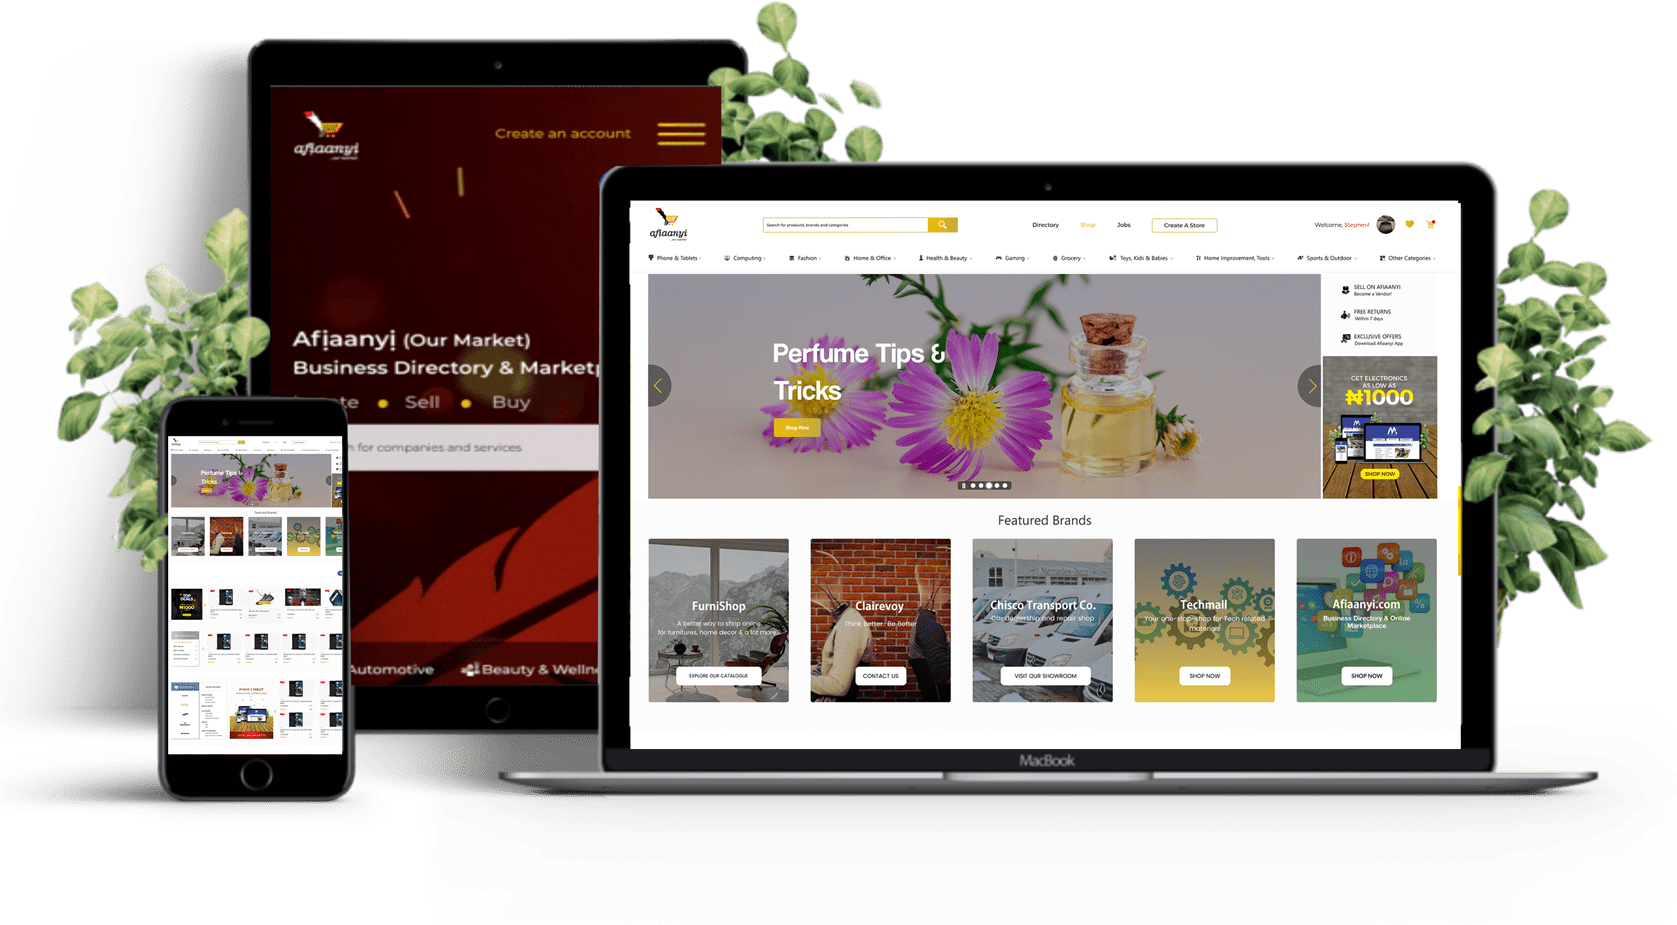 afiaanyi
...our market
Create an account
Afịaanyị (Our Market)
Business Directory & Market
Sell
Buy
for companies and services
Automotive
Beauty & Wellne
afiaanyi
...our market
Search for products, brands and categories
Directory
Shop
Jobs
Create A Store
Welcome, Stephen!
Phone & Tablets
Computing
Fashion
Home & Office
Health & Beauty
Gaming
Grocery
Toys, Kids & Babies
Home Improvement, Tools
Sports & Outdoor
Other Categories
Perfume Tips &
Tricks
Shop Now
SELL ON AFIAANYI
Become a Vendor!
FREE RETURNS
Within 7 days
EXCLUSIVE OFFERS
Download Afiaanyi App
GET ELECTRONICS
AS LOW AS
₦1000
SHOP NOW
Featured Brands
FurniShop
A better way to shop online
for furnitures, home decor & a lot more
EXPLORE OUR CATALOGUE
Clairevoy
Think Better, Be Better
CONTACT US
Chisco Transport Co.
Car dealership and repair shop
VISIT OUR SHOWROOM
Techmall
Your one-stop-shop for Tech related
materials
SHOP NOW
Afiaanyi.com
Business Directory & Online
Marketplace
SHOP NOW
MacBook
Perfume Tips &
Tricks
Featured Brands
TOP
DEALS
₦1000